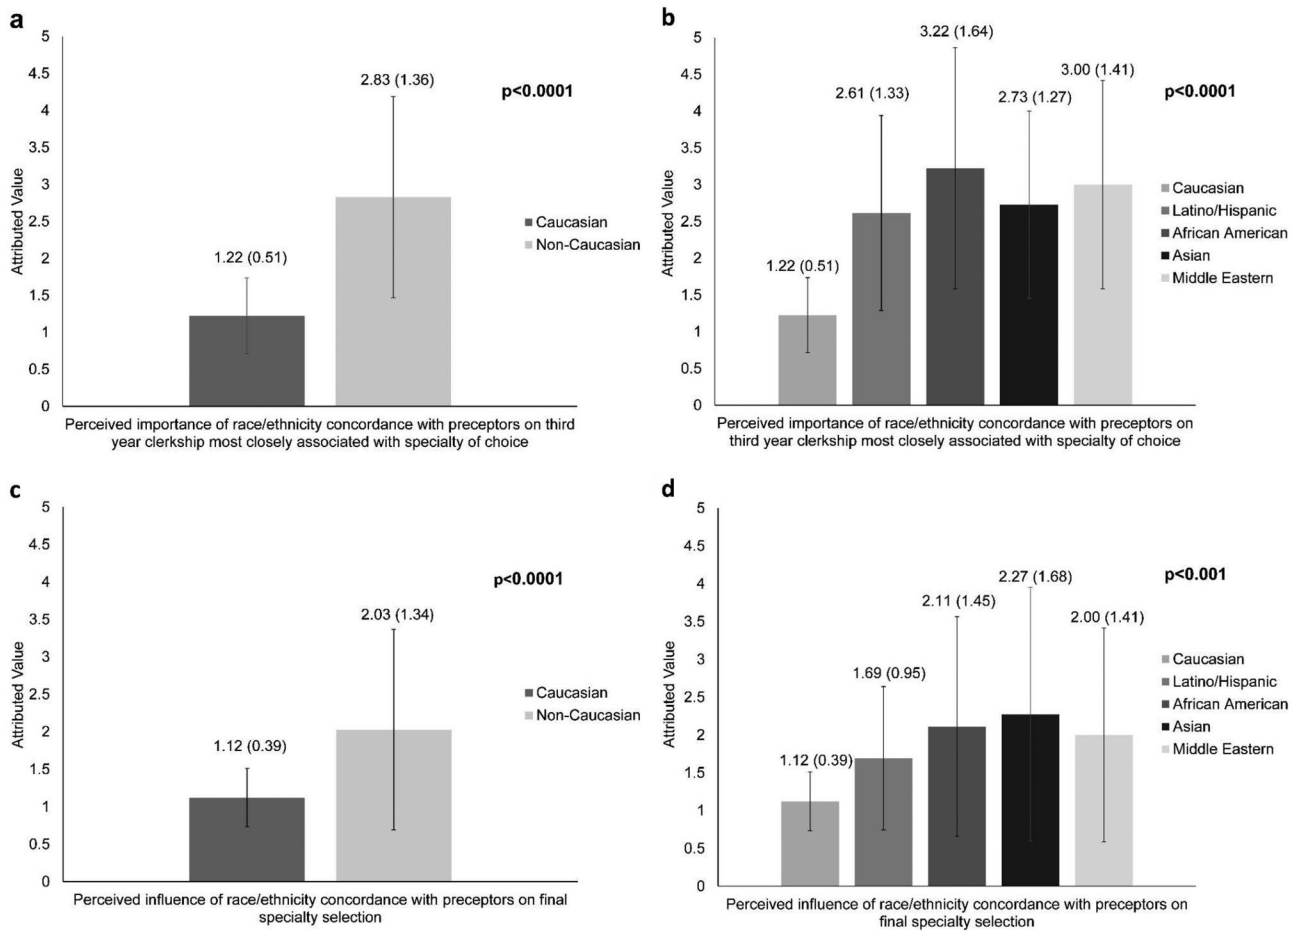 a
5
4.5
4
3.5
3
2.5
2
1.5
1
0.5
0
Attributed Value
2.83 (1.36)
1.22 (0.51)
p<0.0001
Caucasian
Non-Caucasian
Perceived importance of race/ethnicity concordance with preceptors on third
year clerkship most closely associated with specialty of choice
b
5
4.5
4
3.5
3
2.5
2
1.5
1
0.5
0
Attributed Value
1.22 (0.51)
2.61 (1.33)
3.22 (1.64)
2.73 (1.27)
3.00 (1.41)
p<0.0001
Caucasian
Latino/Hispanic
African American
Asian
Middle Eastern
Perceived importance of race/ethnicity concordance with preceptors on
third year clerkship most closely associated with specialty of choice
c
5
4.5
4
3.5
3
2.5
2
1.5
1
0.5
0
Attributed Value
1.12 (0.39)
2.03 (1.34)
p<0.0001
Caucasian
Non-Caucasian
Perceived influence of race/ethnicity concordance with preceptors on final
specialty selection
d
5
4.5
4
3.5
3
2.5
2
1.5
1
0.5
0
Attributed Value
1.12 (0.39)
1.69 (0.95)
2.11 (1.45)
2.27 (1.68)
2.00 (1.41)
p<0.001
Caucasian
Latino/Hispanic
African American
Asian
Middle Eastern
Perceived influence of race/ethnicity concordance with preceptors on
final specialty selection